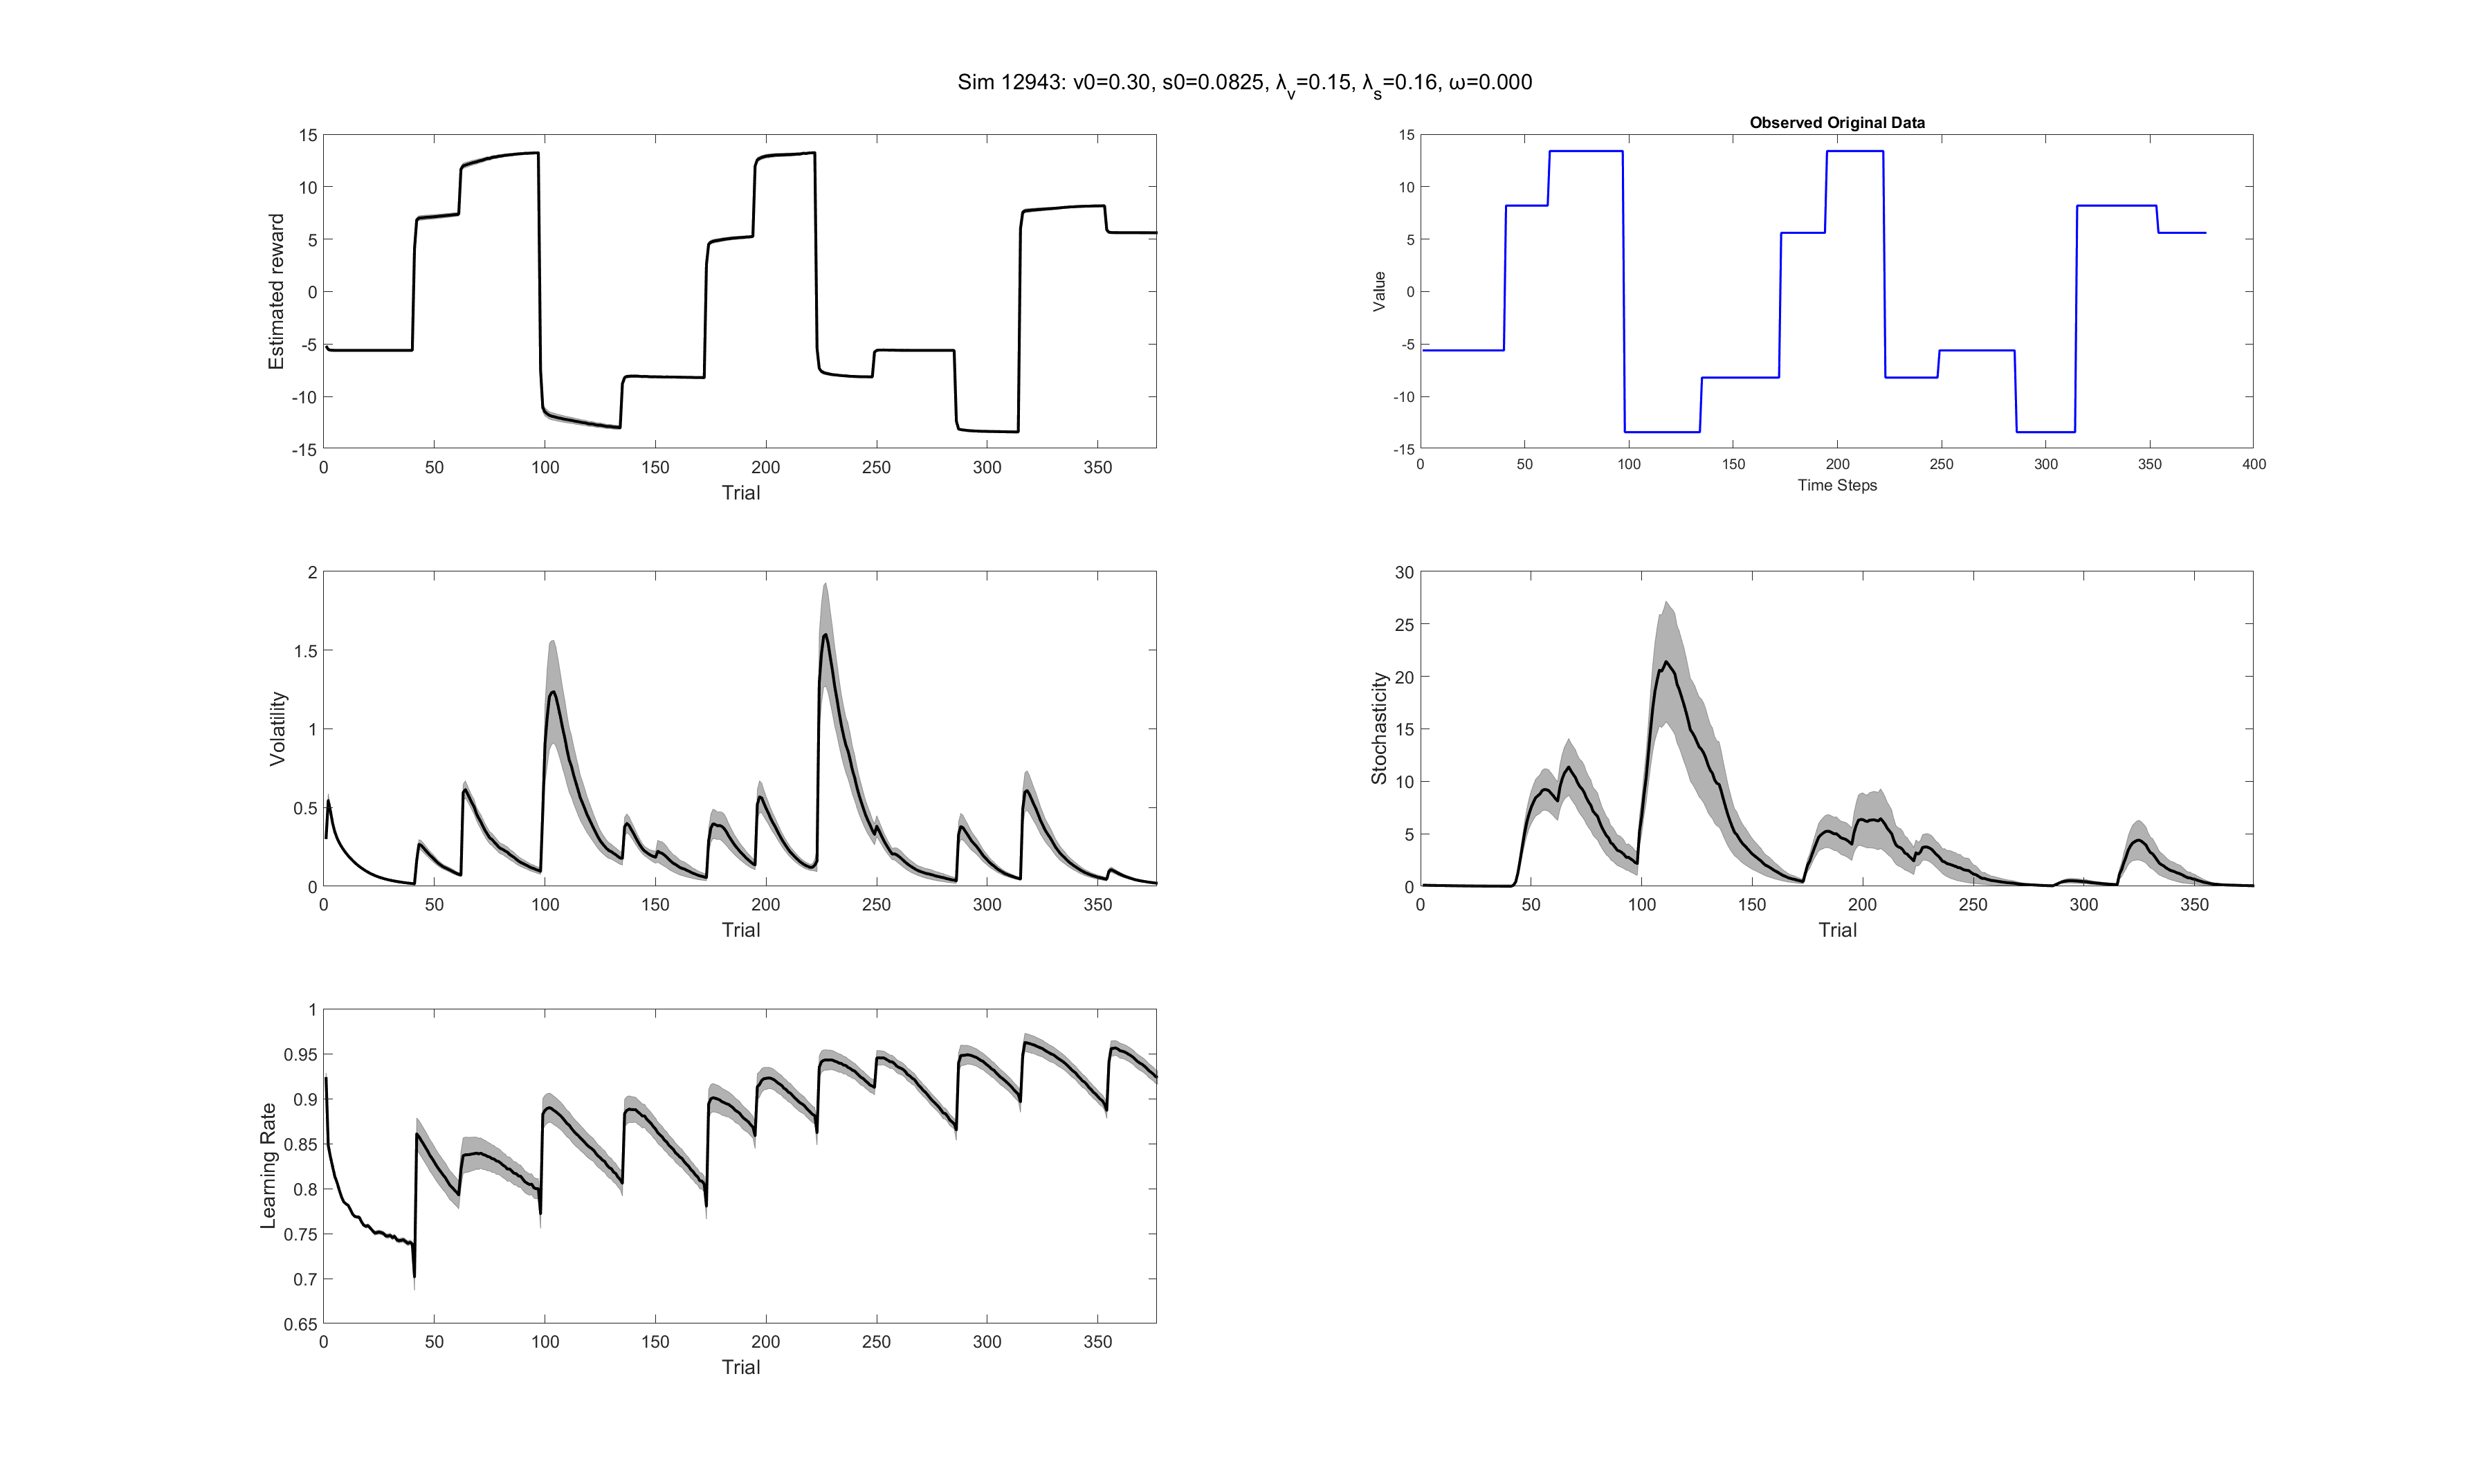 Sim 12943: v0=0.30, s0=0.0825, λv=0.15, λs=0.16, ω=0.000
Observed Original Data
15
10
5
0
-5
-10
-15
Estimated reward
0 50 100 150 200 250 300 350
Trial
15
10
5
0
-5
-10
-15
Value
0 50 100 150 200 250 300 350 400
Time Steps
2
1.5
1
0.5
0
Volatility
0 50 100 150 200 250 300 350
Trial
30
25
20
15
10
5
0
Stochasticity
0 50 100 150 200 250 300 350
Trial
1
0.95
0.9
0.85
0.8
0.75
0.7
0.65
Learning Rate
0 50 100 150 200 250 300 350
Trial